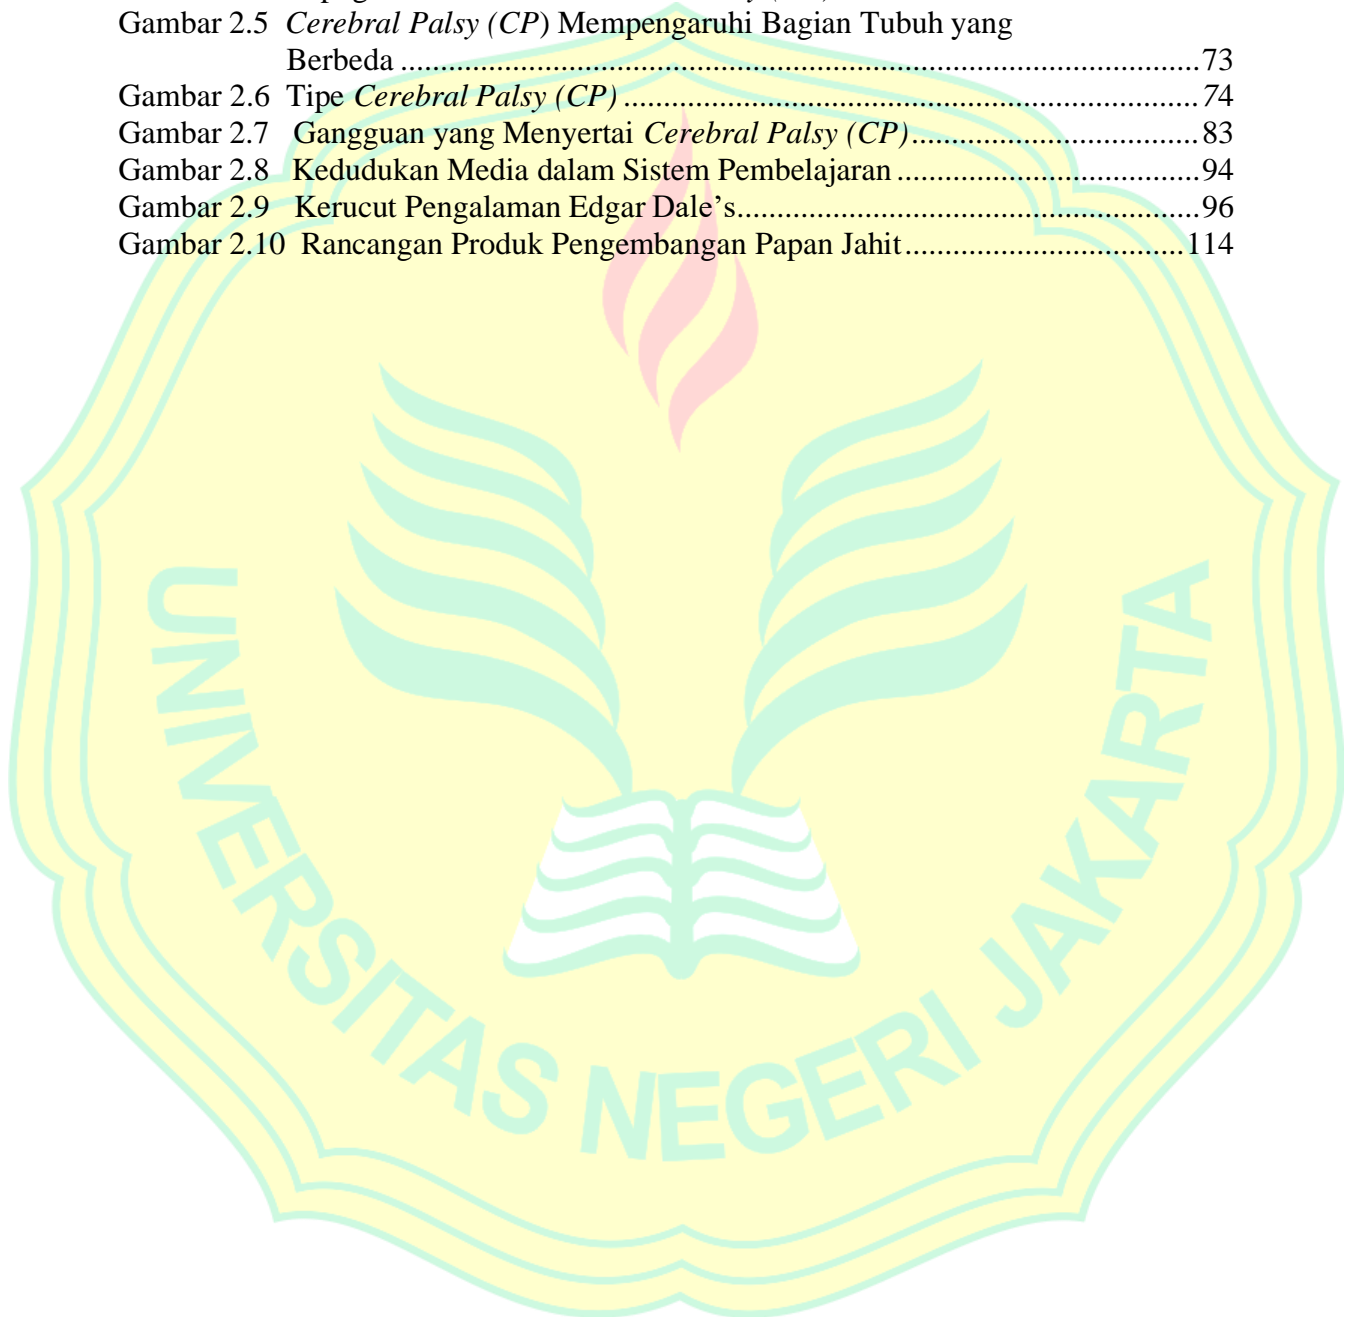 Gambar 2.5 Cerebral Palsy (CP) Mempengaruhi Bagian Tubuh yang
Berbeda ....................................................................................................73
Gambar 2.6 Tipe Cerebral Palsy (CP) ........................................................................74
Gambar 2.7 Gangguan yang Menyertai Cerebral Palsy (CP)....................................83
Gambar 2.8 Kedudukan Media dalam Sistem Pembelajaran ......................................94
Gambar 2.9 Kerucut Pengalaman Edgar Dale's..........................................................96
Gambar 2.10 Rancangan Produk Pengembangan Papan Jahit...................................114
UNIVERSITAS NEGERI JAKARTA